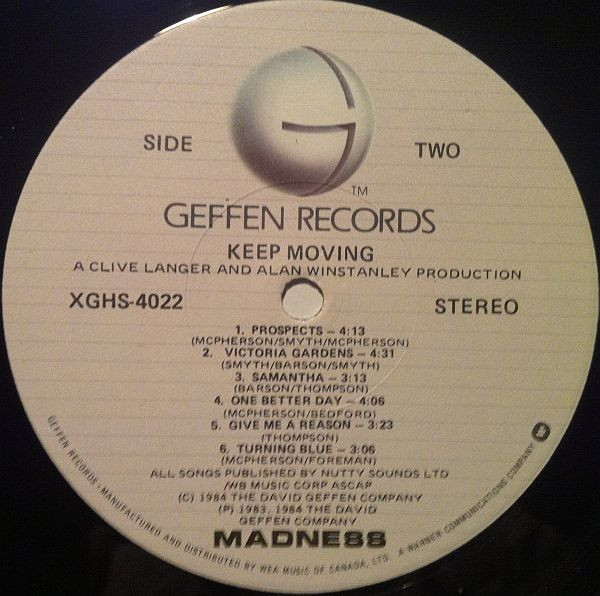 SIDE
TWO
TM
GEFFEN RECORDS
KEEP MOVING
A CLIVE LANGER AND ALAN WINSTANLEY PRODUCTION
XGHS-4022
STEREO
1. PROSPECTS – 4:13
(MCPHERSON/SMYTH/MCPHERSON)
2. VICTORIA GARDENS – 4:31
(SMYTH/BARSON/SMYTH)
3. SAMANTHA – 3:13
(BARSON/THOMPSON)
4. ONE BETTER DAY – 4:06
(MCPHERSON/BEDFORD)
5. GIVE ME A REASON – 3:23
(THOMPSON)
6. TURNING BLUE – 3:06
(MCPHERSON/FOREMAN)
ALL SONGS PUBLISHED BY NUTTY SOUNDS LTD
/WB MUSIC CORP ASCAP
(C) 1984 THE DAVID GEFFEN COMPANY
(P) 1983, 1984 THE DAVID
GEFFEN COMPANY
MADNESS
GEFFEN RECORDS · MANUFACTURED AND DISTRIBUTED BY WEA MUSIC OF CANADA, LTD. A WARNER COMMUNICATIONS COMPANY